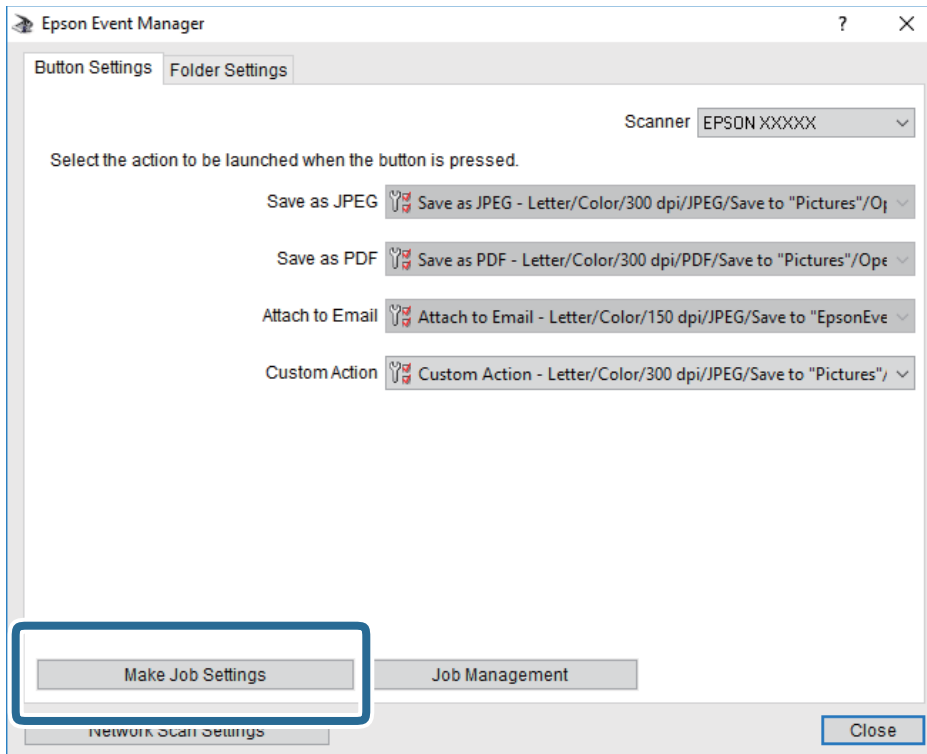 Epson Event Manager
Button Settings Folder Settings
Scanner EPSON XXXXX
Select the action to be launched when the button is pressed.
Save as JPEG Save as JPEG - Letter/Color/300 dpi/JPEG/Save to "Pictures"/Op
Save as PDF Save as PDF - Letter/Color/300 dpi/PDF/Save to "Pictures"/Ope
Attach to Email Attach to Email - Letter/Color/150 dpi/JPEG/Save to "EpsonEve
Custom Action Custom Action - Letter/Color/300 dpi/JPEG/Save to "Pictures"/
Make Job Settings Job Management
Network Scan Settings Close